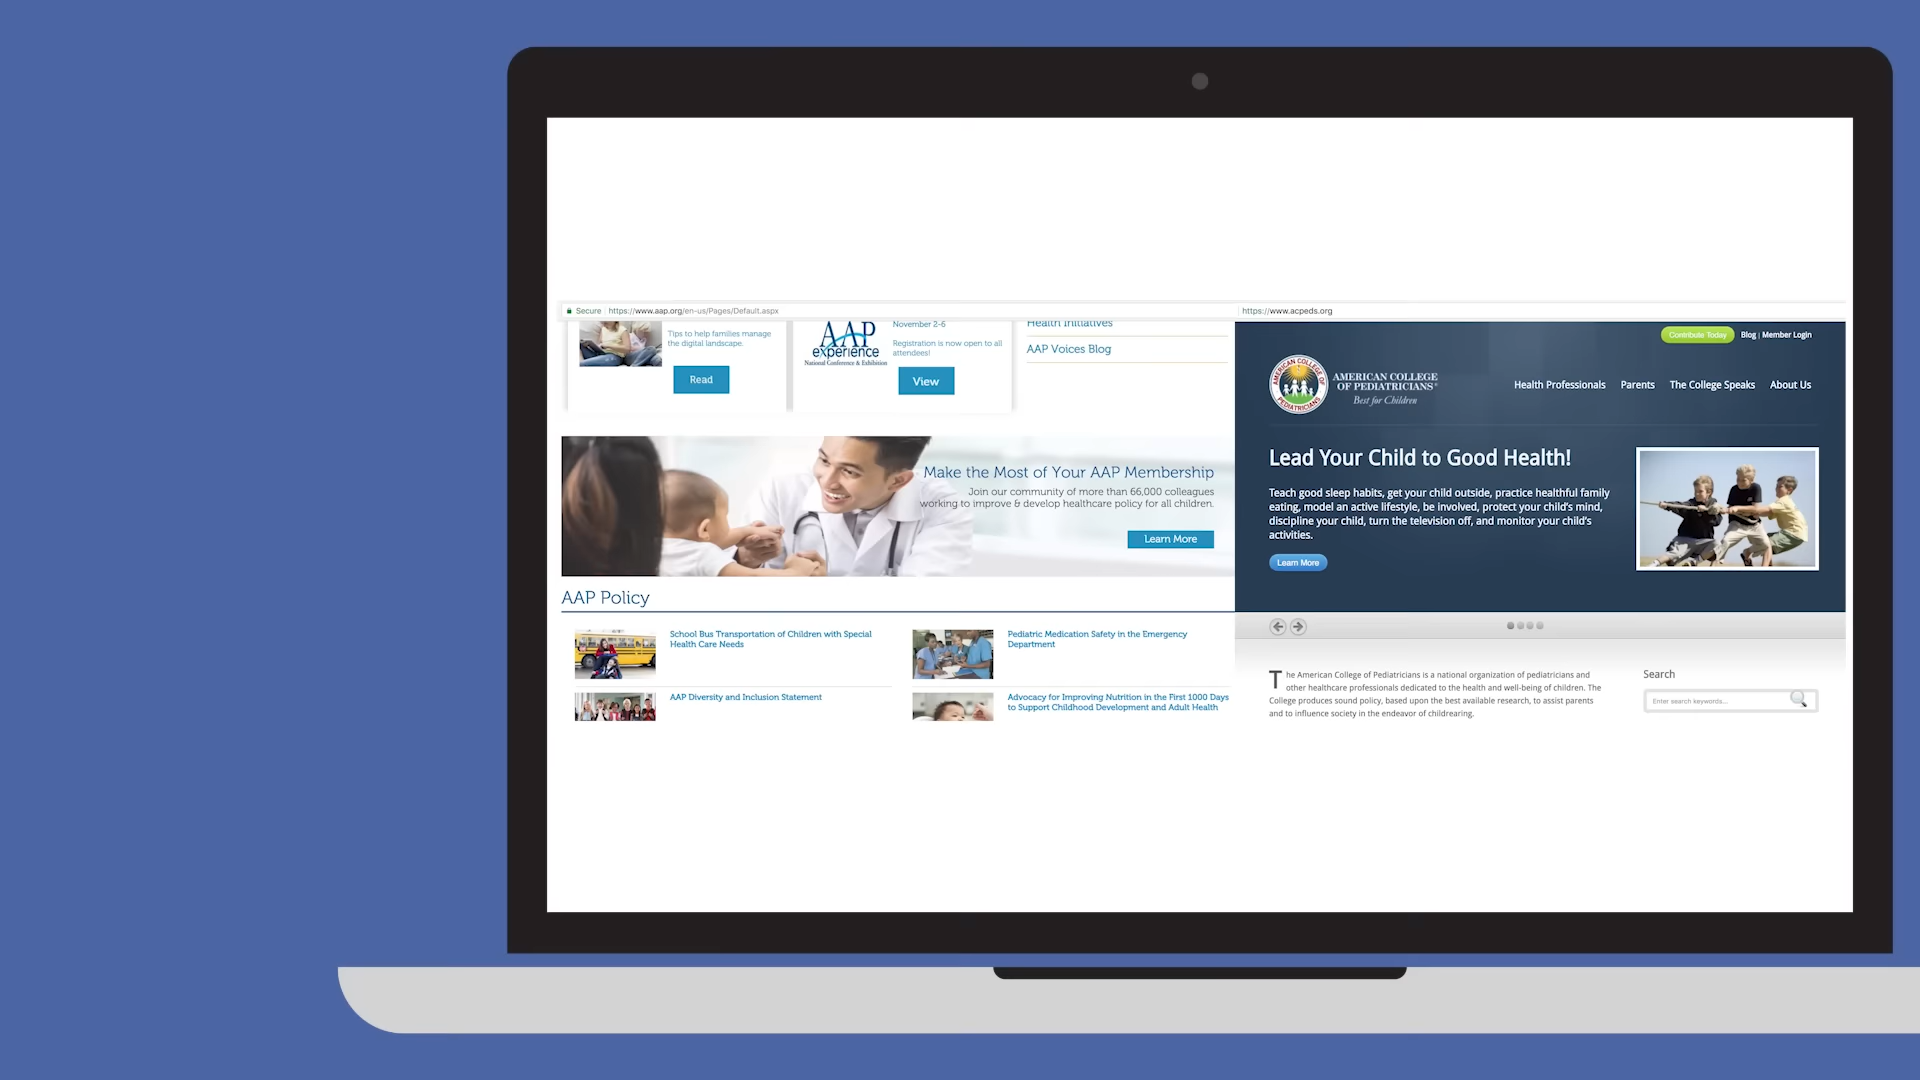 Secure https://www.aap.org/en-us/Pages/Default.aspx
Tips to help families manage
the digital landscape.
Read
AAP
experience
National Conference & Exhibition
November 2-6
Registration is now open to all
attendees!
View
Health Initiatives
AAP Voices Blog
Make the Most of Your AAP Membership
Join our community of more than 66,000 colleagues
working to improve & develop healthcare policy for all children.
Learn More
AAP Policy
School Bus Transportation of Children with Special
Health Care Needs
Pediatric Medication Safety in the Emergency
Department
AAP Diversity and Inclusion Statement
Advocacy for Improving Nutrition in the First 1000 Days
to Support Childhood Development and Adult Health
https://www.acpeds.org
Contribute Today
Blog | Member Login
AMERICAN COLLEGE OF PEDIATRICIANS
AMERICAN COLLEGE
OF PEDIATRICIANS®
Best for Children
Health Professionals Parents The College Speaks About Us
Lead Your Child to Good Health!
Teach good sleep habits, get your child outside, practice healthful family
eating, model an active lifestyle, be involved, protect your child's mind,
discipline your child, turn the television off, and monitor your child's
activities.
Learn More
The American College of Pediatricians is a national organization of pediatricians and
other healthcare professionals dedicated to the health and well-being of children. The
College produces sound policy, based upon the best available research, to assist parents
and to influence society in the endeavor of childrearing.
Search
Enter search keywords...